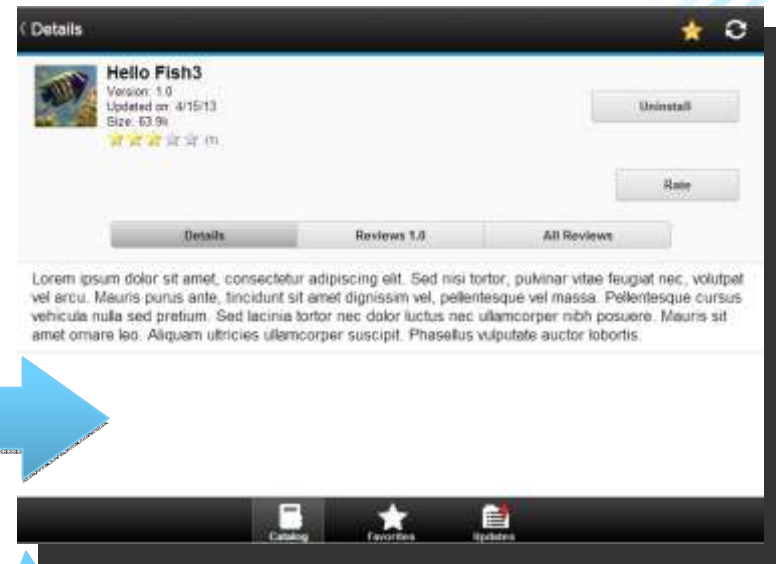 Details
Hello Fish3
Version: 1.0
Updated on: 4/15/13
Size: 63.9k
(1)
Uninstall
Rate
Details
Reviews 1.0
All Reviews
Lorem ipsum dolor sit amet, consectetur adipiscing elit. Sed nisi tortor, pulvinar vitae feugiat nec, volutpat
vel arcu. Mauris purus ante, tincidunt sit amet dignissim vel, pellentesque vel massa. Pellentesque cursus
vehicula nulla sed pretium. Sed lacinia tortor nec dolor luctus nec ullamcorper nibh posuere. Mauris sit
amet ornare leo. Aliquam ultricies ullamcorper suscipit. Phasellus vulputate auctor lobortis.
Catalog
Favorites
Updates